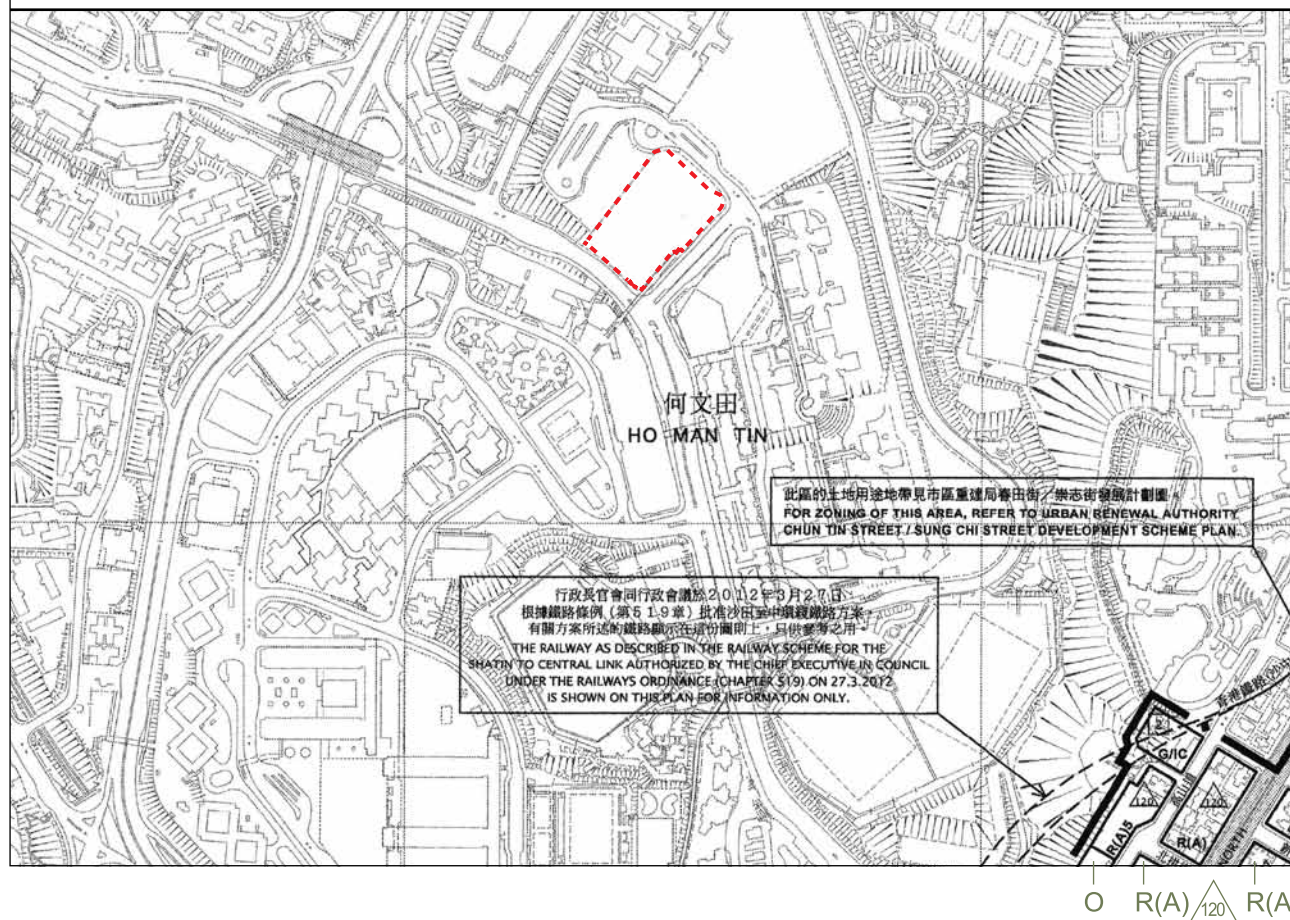 何文田
HO MAN TIN
此區的土地用途地帶見市區重建局春田街/崇志街發展計劃圖。
FOR ZONING OF THIS AREA, REFER TO URBAN RENEWAL AUTHORITY
CHUN TIN STREET / SUNG CHI STREET DEVELOPMENT SCHEME PLAN.
行政長官會同行政會議於2012年3月27日
根據鐵路條例(第519章)批准沙田至中環綫鐵路方案。
有關方案所述的鐵路顯示在這份圖則上,只供參考之用。
THE RAILWAY AS DESCRIBED IN THE RAILWAY SCHEME FOR THE
SHATIN TO CENTRAL LINK AUTHORIZED BY THE CHIEF EXECUTIVE IN COUNCIL
UNDER THE RAILWAYS ORDINANCE (CHAPTER 519) ON 27.3.2012
IS SHOWN ON THIS PLAN FOR INFORMATION ONLY.
2
G/IC
120
120
R(A)5
R(A)
NORTH
O
R(A)
120
R(A